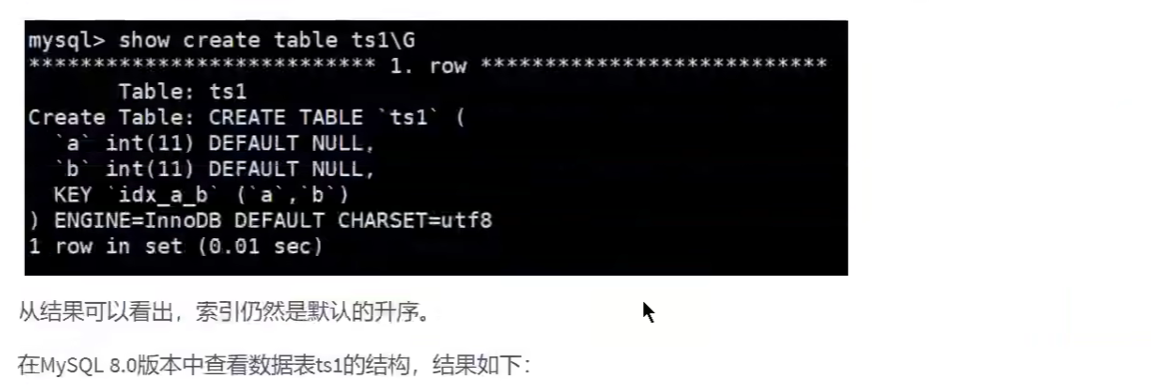 mysql> show create table ts1\G
*************************** 1. row ***************************
Table: ts1
Create Table: CREATE TABLE `ts1` (
`a` int(11) DEFAULT NULL,
`b` int(11) DEFAULT NULL,
KEY `idx_a_b` (`a`,`b`)
) ENGINE=InnoDB DEFAULT CHARSET=utf8
1 row in set (0.01 sec)
从结果可以看出，索引仍然是默认的升序。
在MySQL 8.0版本中查看数据表ts1的结构，结果如下：